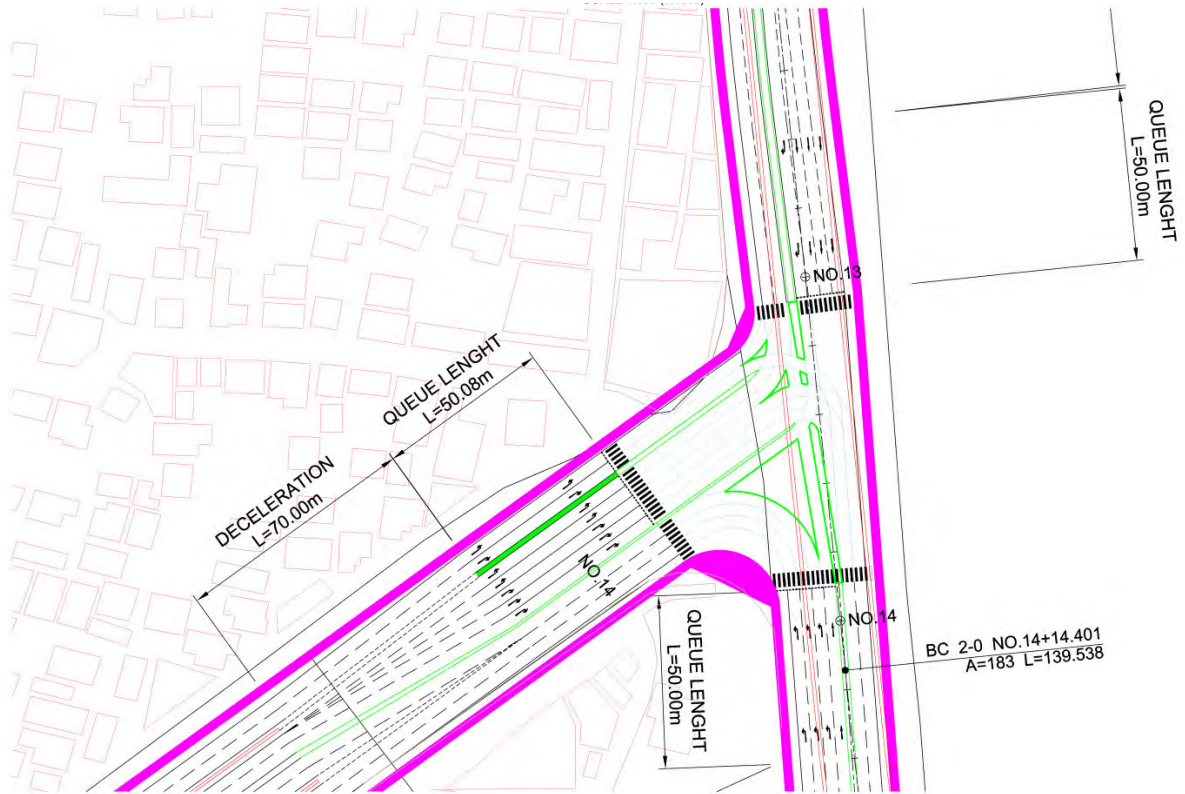 QUEUE LENGHT
L=50.00m
NO.13
QUEUE LENGHT
L=50.08m
DECELERATION
L=70.00m
NO.14
NO.14
QUEUE LENGHT
L=50.00m
BC 2-0 NO.14+14.401
A=183 L=139.538